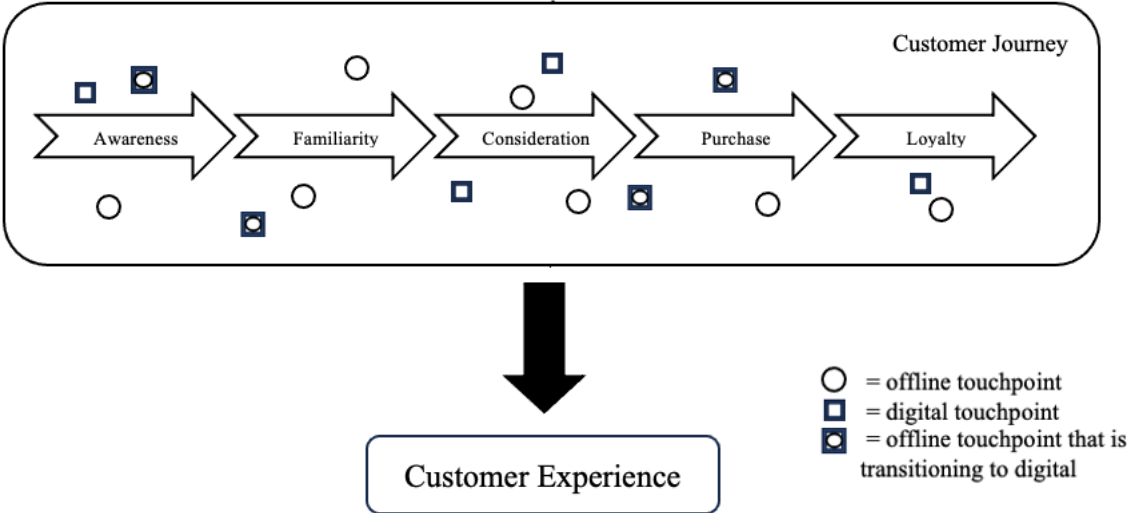 Customer Journey
Awareness
Familiarity
Consideration
Purchase
Loyalty
= offline touchpoint
= digital touchpoint
= offline touchpoint that is
transitioning to digital
Customer Experience